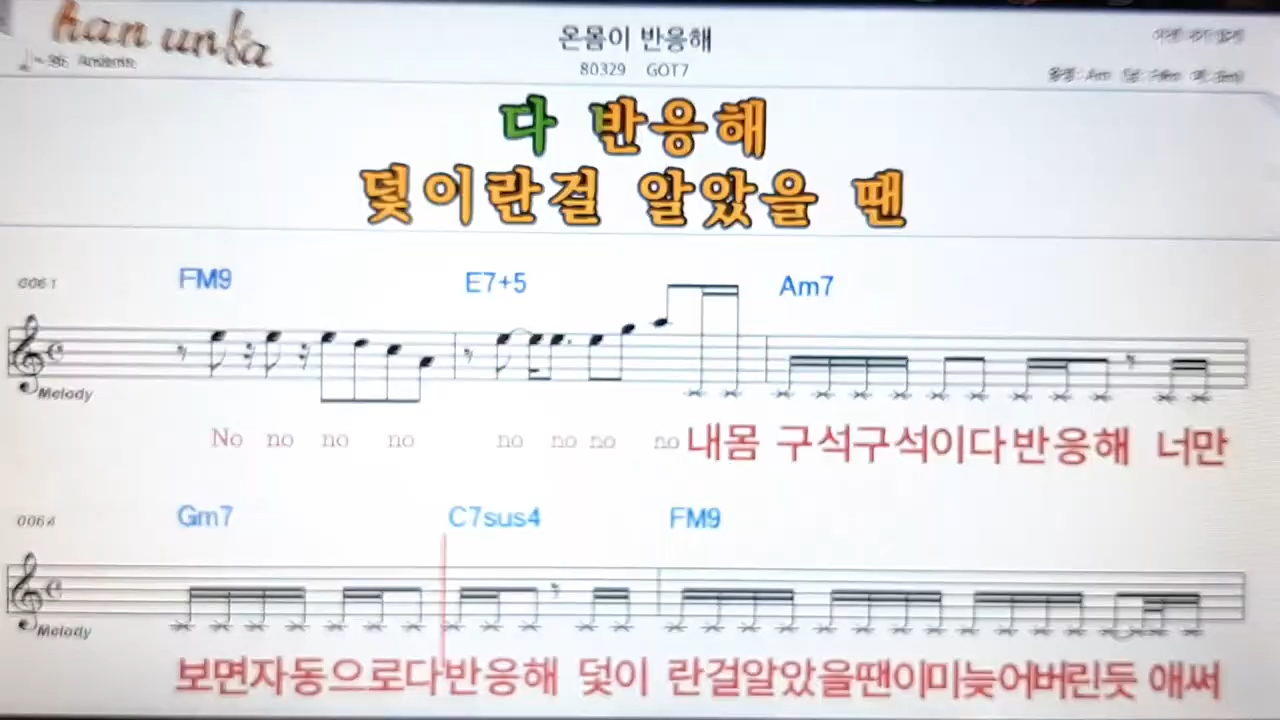 han unka
온몸이 반응해
80329 GOT7
다 반응해
덫이란걸 알았을 땐
0061 FM9 E7+5 Am7
Melody
No no no no no no no no 내몸 구석구석이다반응해 너만
0064 Gm7 C7sus4 FM9
Melody
보면자동으로다반응해 덫이 란걸알았을땐이미늦어버린듯 애써